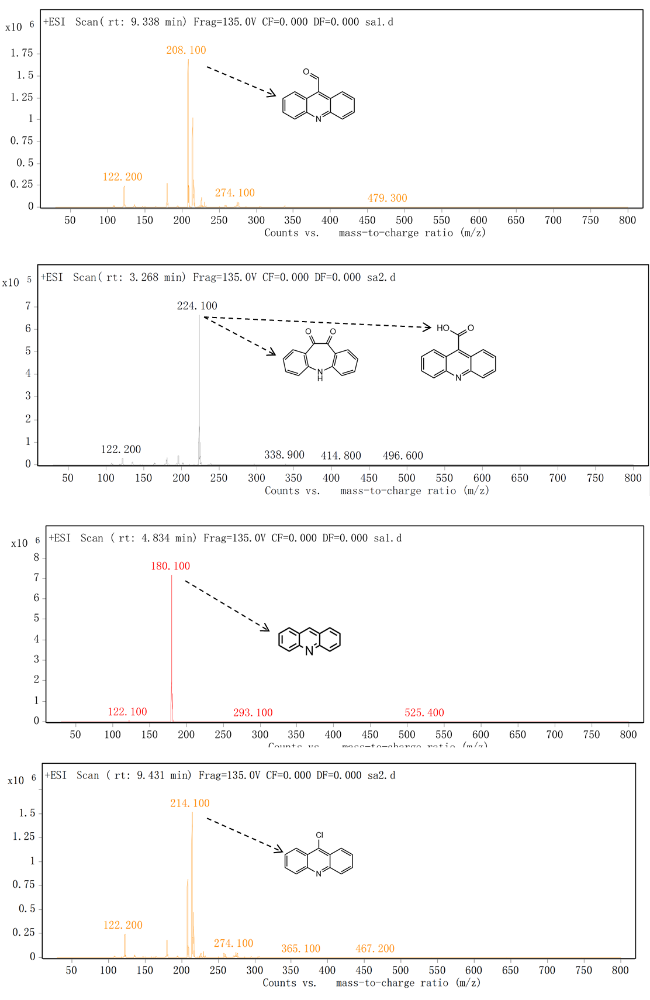 +ESI Scan( rt: 9.338 min) Frag=135.0V CF=0.000 DF=0.000 sa1.d
x10 6
208.100
1.75
1.5
1.25
1
0.75
0.5
0.25
0
O
N
122.200
274.100
479.300
50 100 150 200 250 300 350 400 450 500 550 600 650 700 750 800
Counts vs. mass-to-charge ratio (m/z)
+ESI Scan( rt: 3.268 min) Frag=135.0V CF=0.000 DF=0.000 sa2.d
x10 5
224.100
7
6
5
4
3
2
1
0
O O
N
H
HO O
N
122.200
338.900 414.800 496.600
50 100 150 200 250 300 350 400 450 500 550 600 650 700 750 800
Counts vs. mass-to-charge ratio (m/z)
+ESI Scan ( rt: 4.834 min) Frag=135.0V CF=0.000 DF=0.000 sa1.d
x10 6
180.100
8
7
6
5
4
3
2
1
0
N
122.100 293.100 525.400
50 100 150 200 250 300 350 400 450 500 550 600 650 700 750 800
Counts vs. mass-to-charge ratio (m/z)
+ESI Scan ( rt: 9.431 min) Frag=135.0V CF=0.000 DF=0.000 sa2.d
x10 6
214.100
1.5
1.25
1
0.75
0.5
0.25
0
Cl
N
122.200
274.100 365.100 467.200
50 100 150 200 250 300 350 400 450 500 550 600 650 700 750 800
Counts vs. mass-to-charge ratio (m/z)